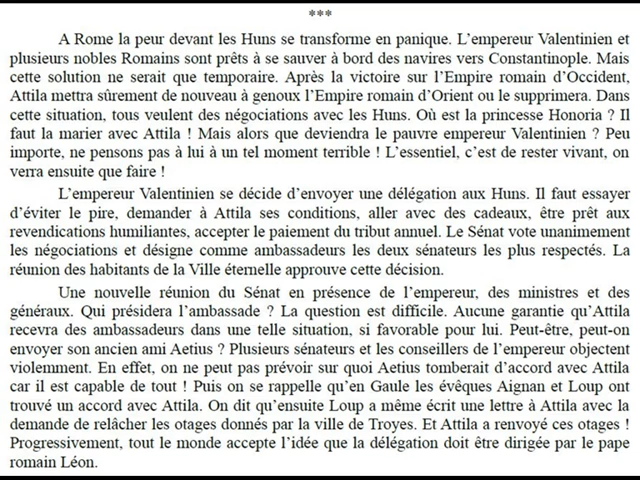 ***
A Rome la peur devant les Huns se transforme en panique. L'empereur Valentinien et
plusieurs nobles Romains sont prêts à se sauver à bord des navires vers Constantinople. Mais
cette solution ne serait que temporaire. Après la victoire sur l'Empire romain d'Occident,
Attila mettra sûrement de nouveau à genoux l'Empire romain d'Orient ou le supprimera. Dans
cette situation, tous veulent des négociations avec les Huns. Où est la princesse Honoria ? Il
faut la marier avec Attila ! Mais alors que deviendra le pauvre empereur Valentinien ? Peu
importe, ne pensons pas à lui à un tel moment terrible ! L'essentiel, c'est de rester vivant, on
verra ensuite que faire !
L'empereur Valentinien se décide d'envoyer une délégation aux Huns. Il faut essayer
d'éviter le pire, demander à Attila ses conditions, aller avec des cadeaux, être prêt aux
revendications humiliantes, accepter le paiement du tribut annuel. Le Sénat vote unanimement
les négociations et désigne comme ambassadeurs les deux sénateurs les plus respectés. La
réunion des habitants de la Ville éternelle approuve cette décision.
Une nouvelle réunion du Sénat en présence de l'empereur, des ministres et des
généraux. Qui présidera l'ambassade ? La question est difficile. Aucune garantie qu'Attila
recevra des ambassadeurs dans une telle situation, si favorable pour lui. Peut-être, peut-on
envoyer son ancien ami Aetius ? Plusieurs sénateurs et les conseillers de l'empereur objectent
violemment. En effet, on ne peut pas prévoir sur quoi Aetius tomberait d'accord avec Attila
car il est capable de tout ! Puis on se rappelle qu'en Gaule les évêques Aignan et Loup ont
trouvé un accord avec Attila. On dit qu'ensuite Loup a même écrit une lettre à Attila avec la
demande de relâcher les otages donnés par la ville de Troyes. Et Attila a renvoyé ces otages !
Progressivement, tout le monde accepte l'idée que la délégation doit être dirigée par le pape
romain Léon.